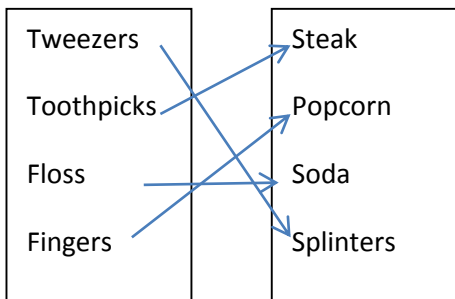 Tweezers
Toothpicks
Floss
Fingers
Steak
Popcorn
Soda
Splinters